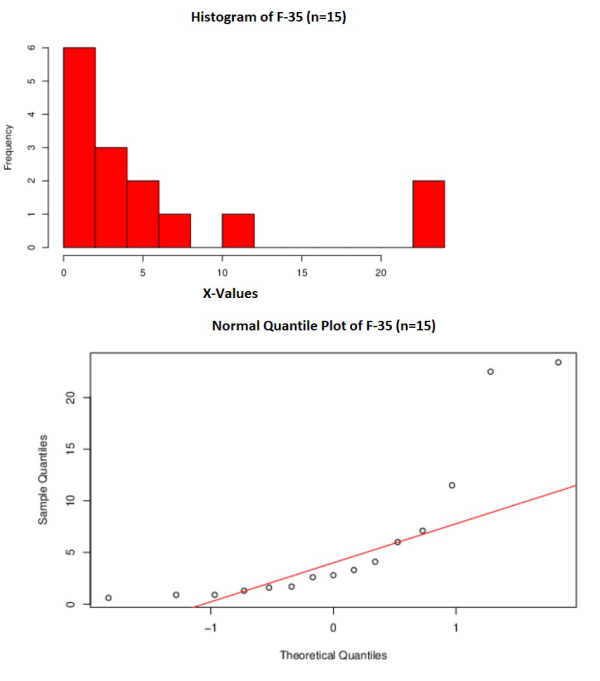 Histogram of F-35 (n=15)
Frequency
6
5
4
3
2
1
0
0 5 10 15 20
X-Values
Normal Quantile Plot of F-35 (n=15)
Sample Quantiles
20
15
10
5
0
−1 0 1
Theoretical Quantiles